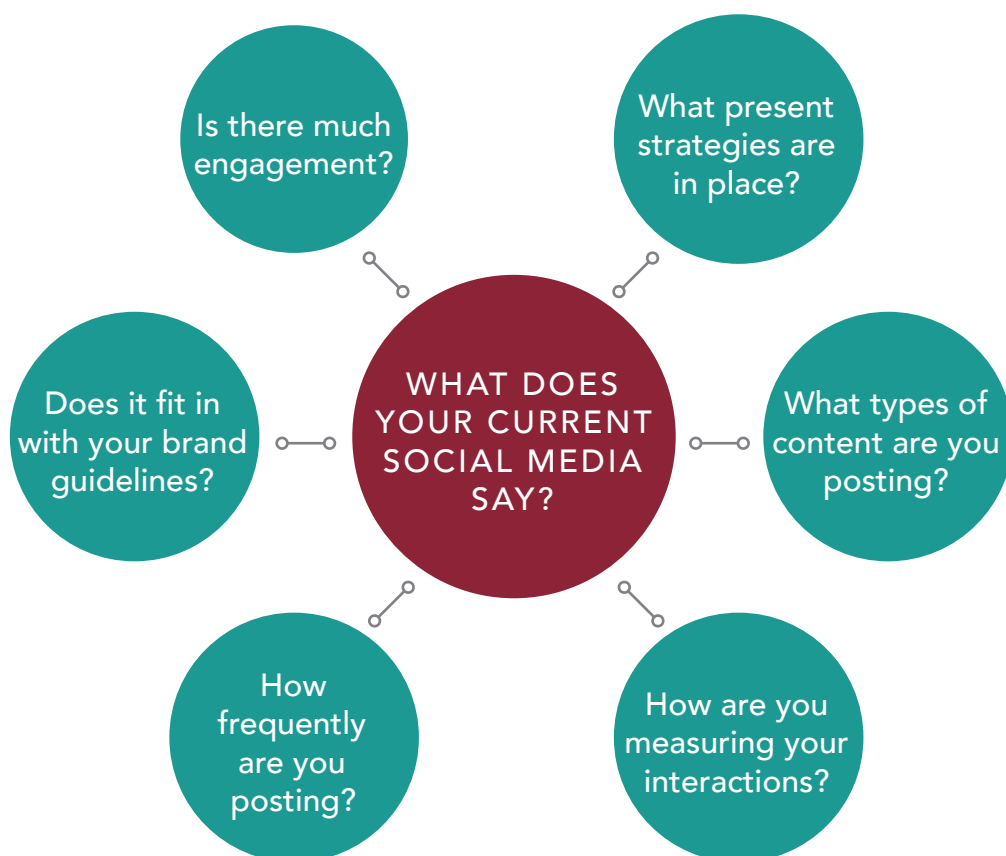 Is there much
engagement?
What present
strategies are
in place?
Does it fit in
with your brand
guidelines?
WHAT DOES
YOUR CURRENT
SOCIAL MEDIA
SAY?
What types of
content are you
posting?
How
frequently
are you
posting?
How are you
measuring your
interactions?